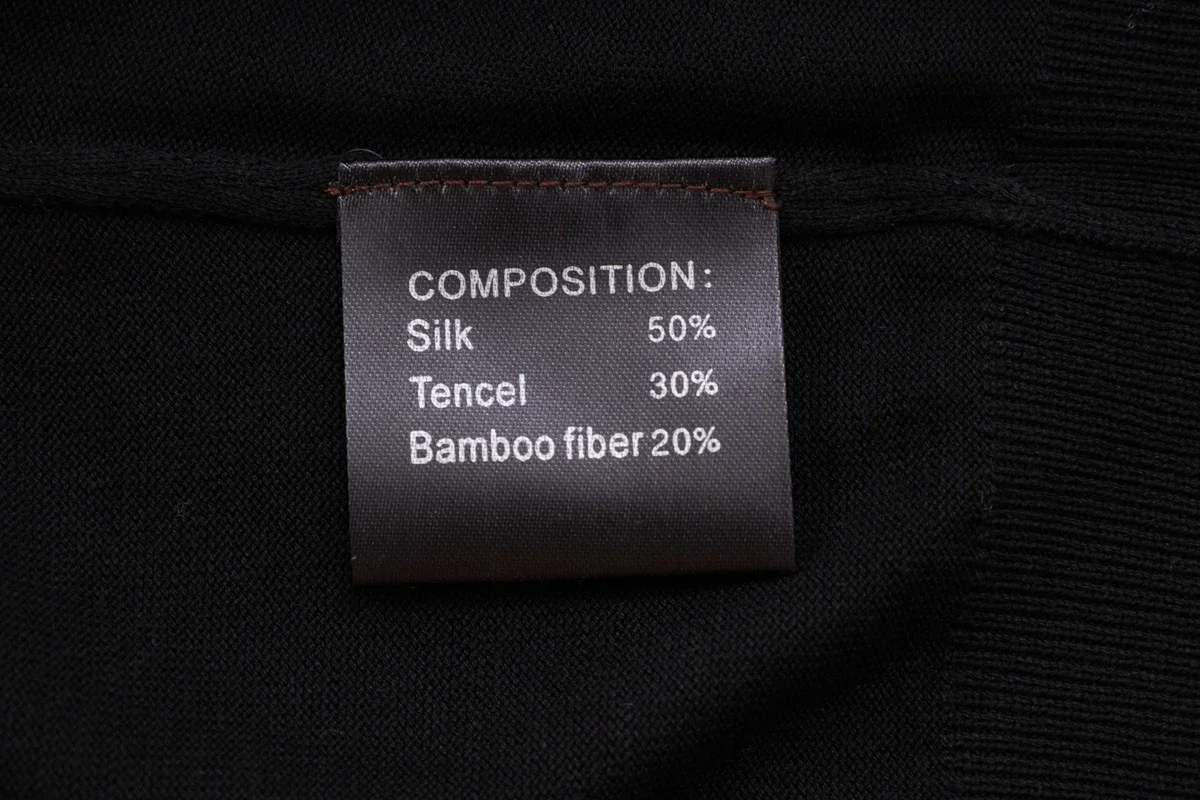 COMPOSITION:
Silk 50%
Tencel 30%
Bamboo fiber 20%